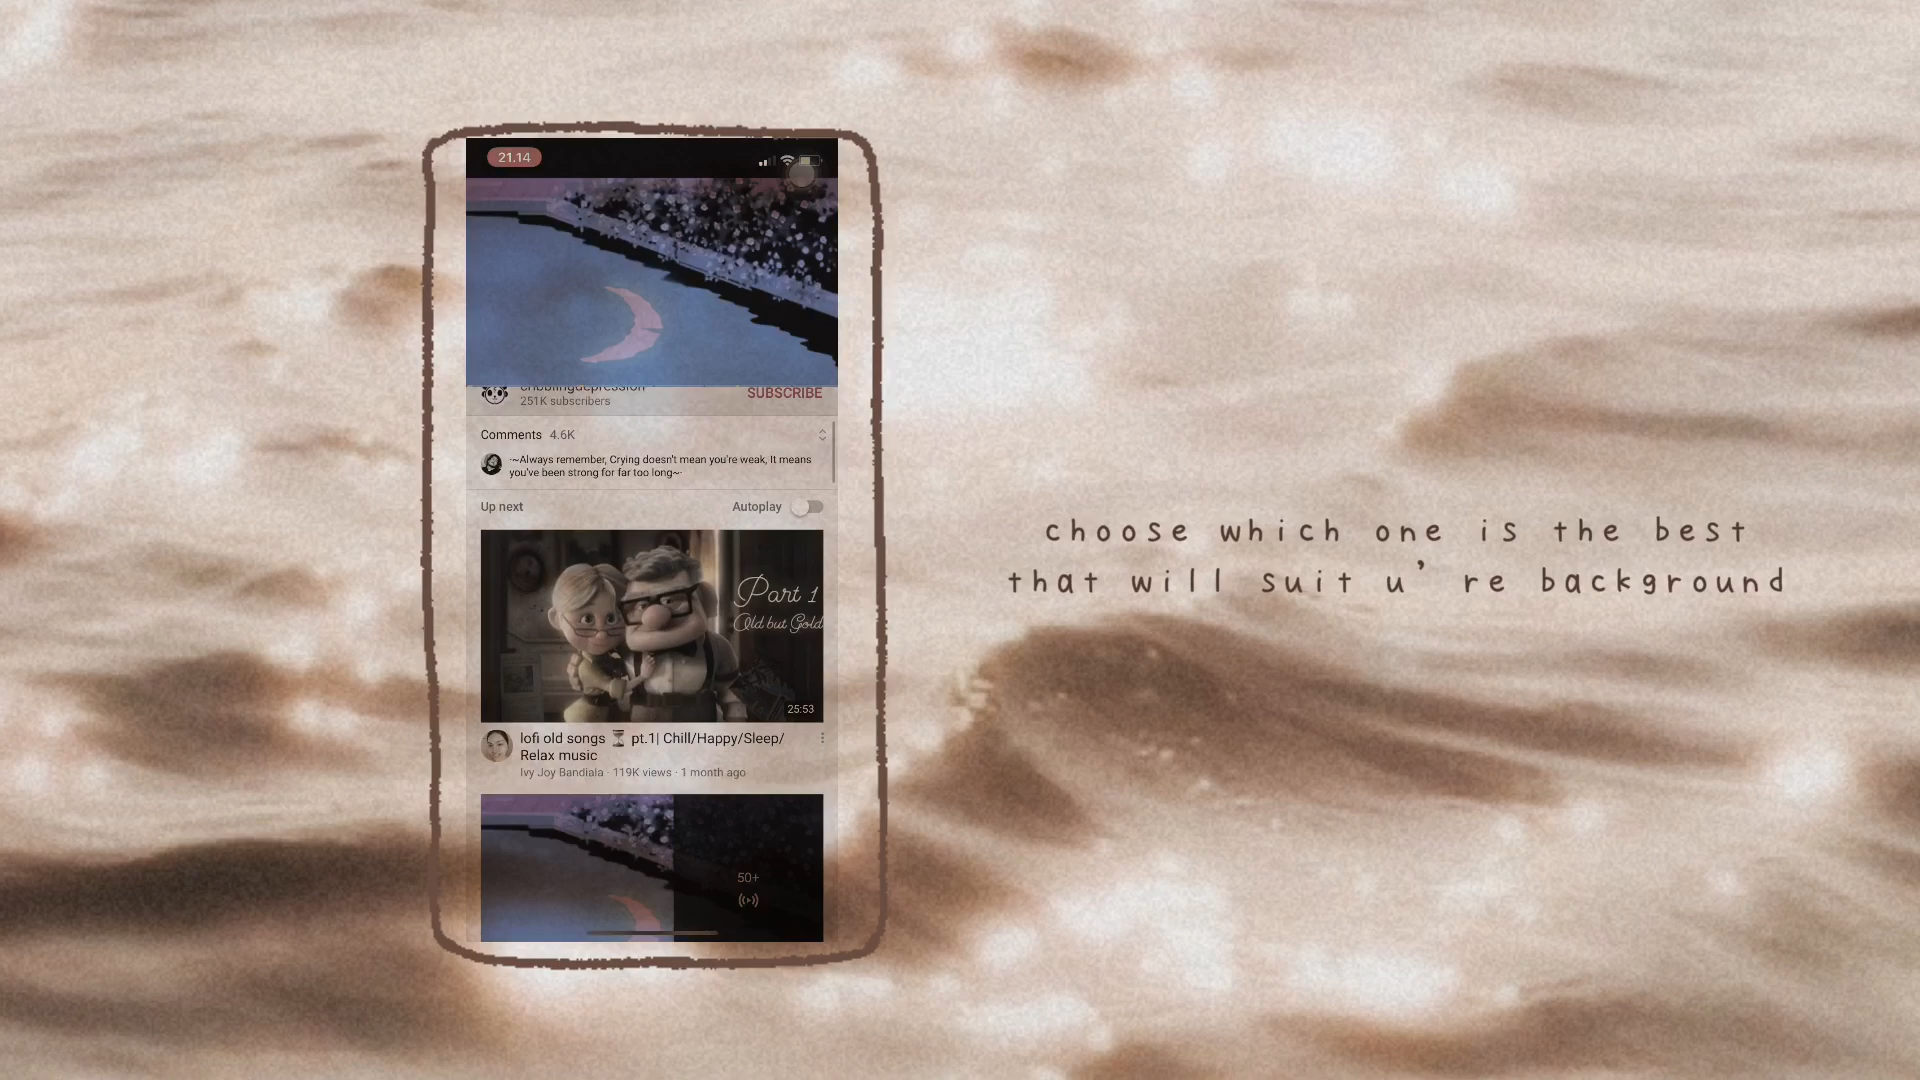 21.14
251K subscribers
SUBSCRIBE
Comments 4.6K
·~Always remember, Crying doesn't mean you're weak, It means
you've been strong for far too long~·
Up next
Autoplay
Part 1
Old but Gold
25:53
lofi old songs ⏳ pt.1| Chill/Happy/Sleep/
Relax music
Ivy Joy Bandiala · 119K views · 1 month ago
50+
choose which one is the best
that will suit u' re background